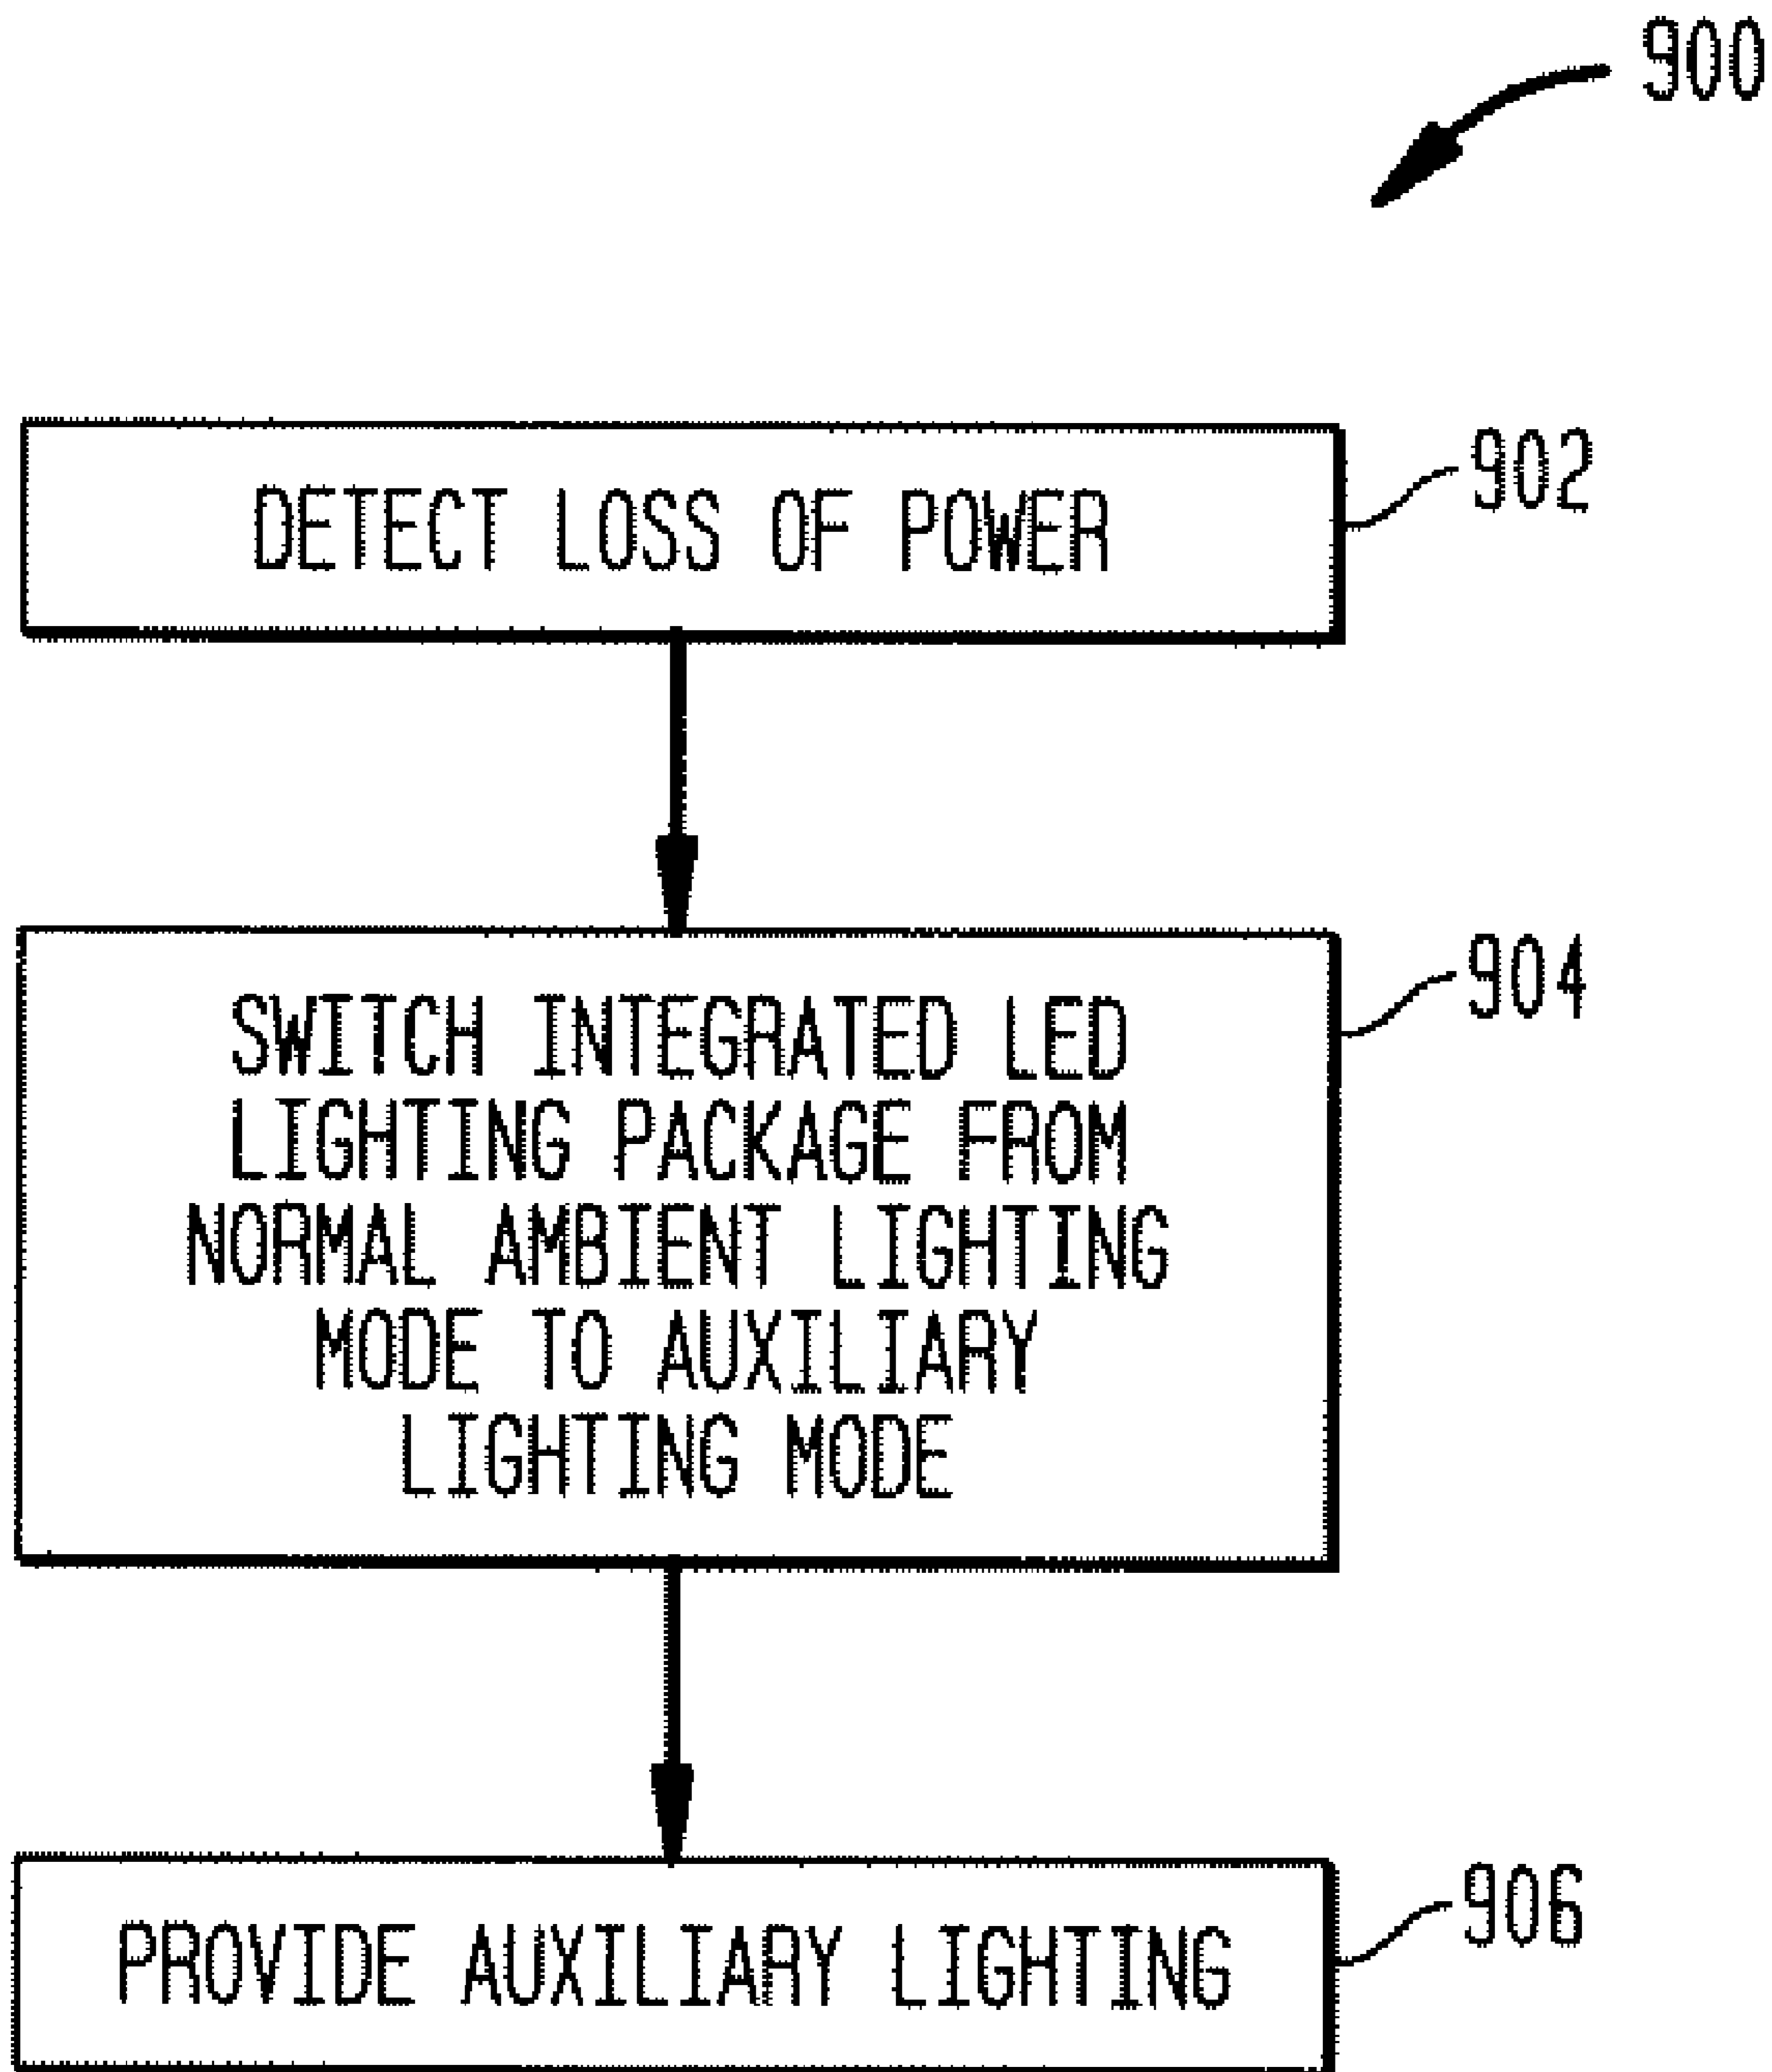 900
DETECT LOSS OF POWER
902
SWITCH INTEGRATED LED
LIGHTING PACKAGE FROM
NORMAL AMBIENT LIGHTING
MODE TO AUXILIARY
LIGHTING MODE
904
PROVIDE AUXILIARY LIGHTING
906